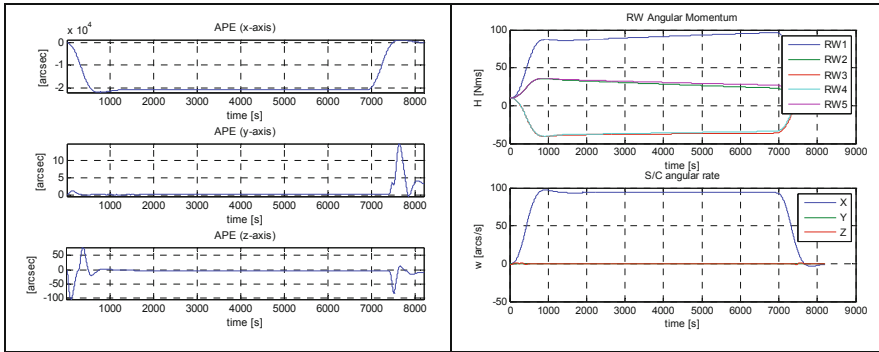 APE (x-axis)
x 10⁴
[arcsec]
0
-1
-2
1000 2000 3000 4000 5000 6000 7000 8000
time [s]
APE (y-axis)
[arcsec]
15
10
5
0
1000 2000 3000 4000 5000 6000 7000 8000
time [s]
APE (z-axis)
[arcsec]
50
0
-50
-100
1000 2000 3000 4000 5000 6000 7000 8000
time [s]
RW Angular Momentum
H [Nms]
100
50
0
-50
0 1000 2000 3000 4000 5000 6000 7000 8000 9000
time [s]
RW1
RW2
RW3
RW4
RW5
S/C angular rate
w [arcs/s]
100
50
0
-50
0 1000 2000 3000 4000 5000 6000 7000 8000 9000
time [s]
X
Y
Z